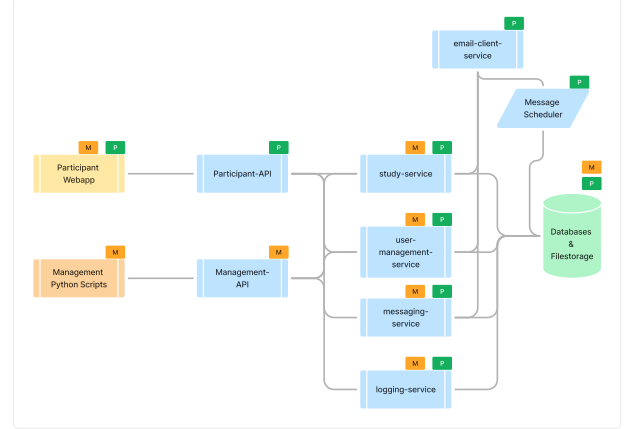 P
email-client-
service
P
Message
Scheduler
M P
Participant
Webapp
P
Participant-API
M P
study-service
M
P
Databases
&
Filestorage
M P
user-
management-
service
M
Management
Python Scripts
M
Management-
API
M P
messaging-
service
M P
logging-service